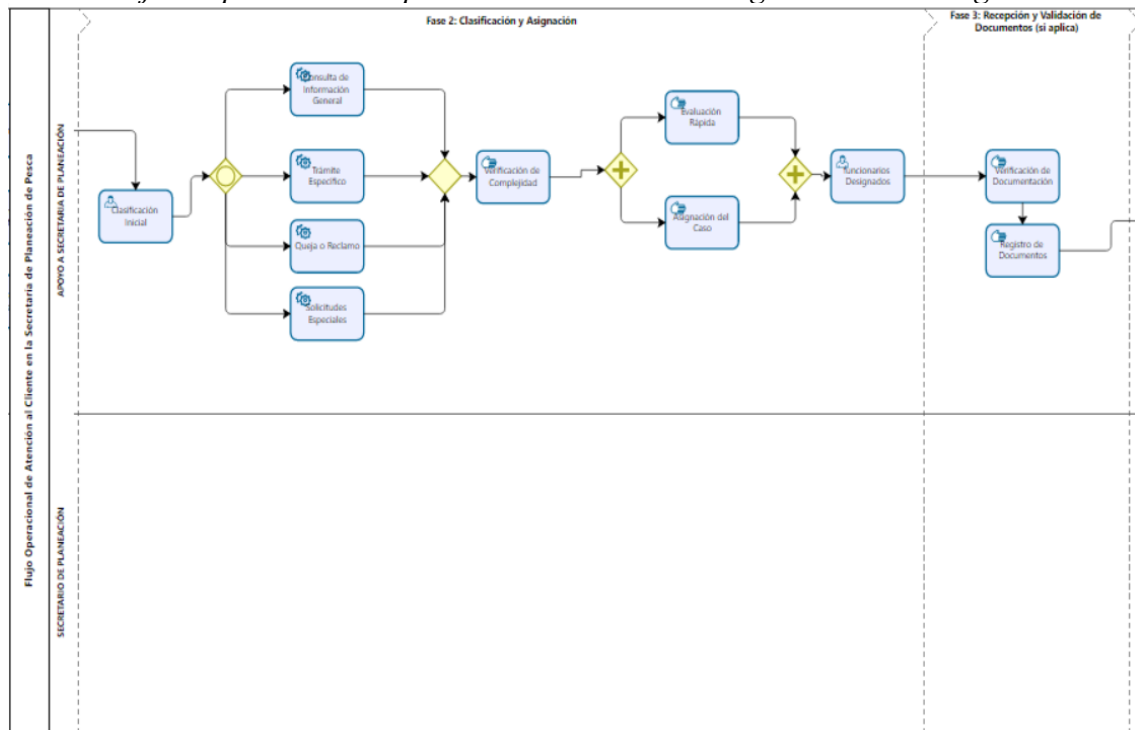 Fase 2: Clasificación y Asignación
Fase 3: Recepción y Validación de
Documentos (si aplica)
Flujo Operacional de Atención al Cliente en la Secretaría de Planeación de Pesca
APOYO A SECRETARIA DE PLANEACIÓN
SECRETARIO DE PLANEACIÓN
Clasificación
Inicial
Consulta de
Información
General
Trámite
Específico
Queja o Reclamo
Solicitudes
Especiales
Verificación de
Complejidad
Evaluación
Rápida
Asignación del
Caso
Funcionarios
Designados
Verificación de
Documentación
Registro de
Documentos